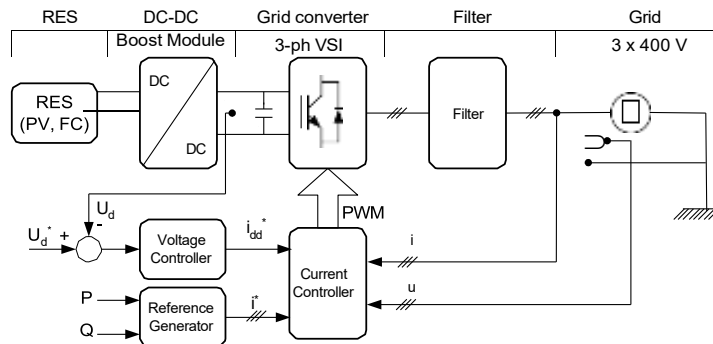 RES DC-DC Grid converter Filter Grid
Boost Module 3-ph VSI 3 x 400 V
DC
RES
(PV, FC)
Filter
DC
U_d
-
PWM
U_d^* +
Voltage
Controller
i_dd^*
Current
Controller
i
u
P
Q
Reference
Generator
i^*